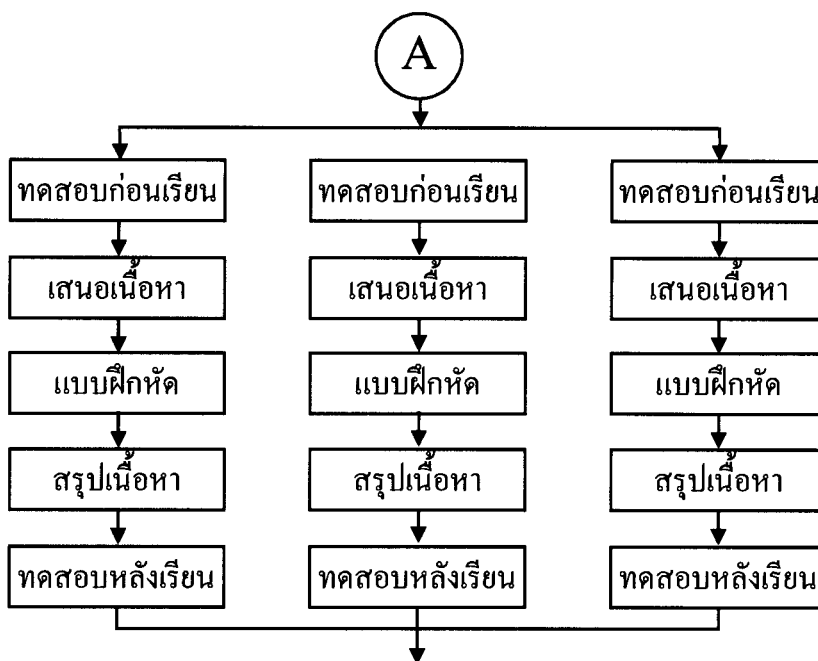 A
ทดสอบก่อนเรียน ทดสอบก่อนเรียน ทดสอบก่อนเรียน
เสนอเนื้อหา เสนอเนื้อหา เสนอเนื้อหา
แบบฝึกหัด แบบฝึกหัด แบบฝึกหัด
สรุปเนื้อหา สรุปเนื้อหา สรุปเนื้อหา
ทดสอบหลังเรียน ทดสอบหลังเรียน ทดสอบหลังเรียน